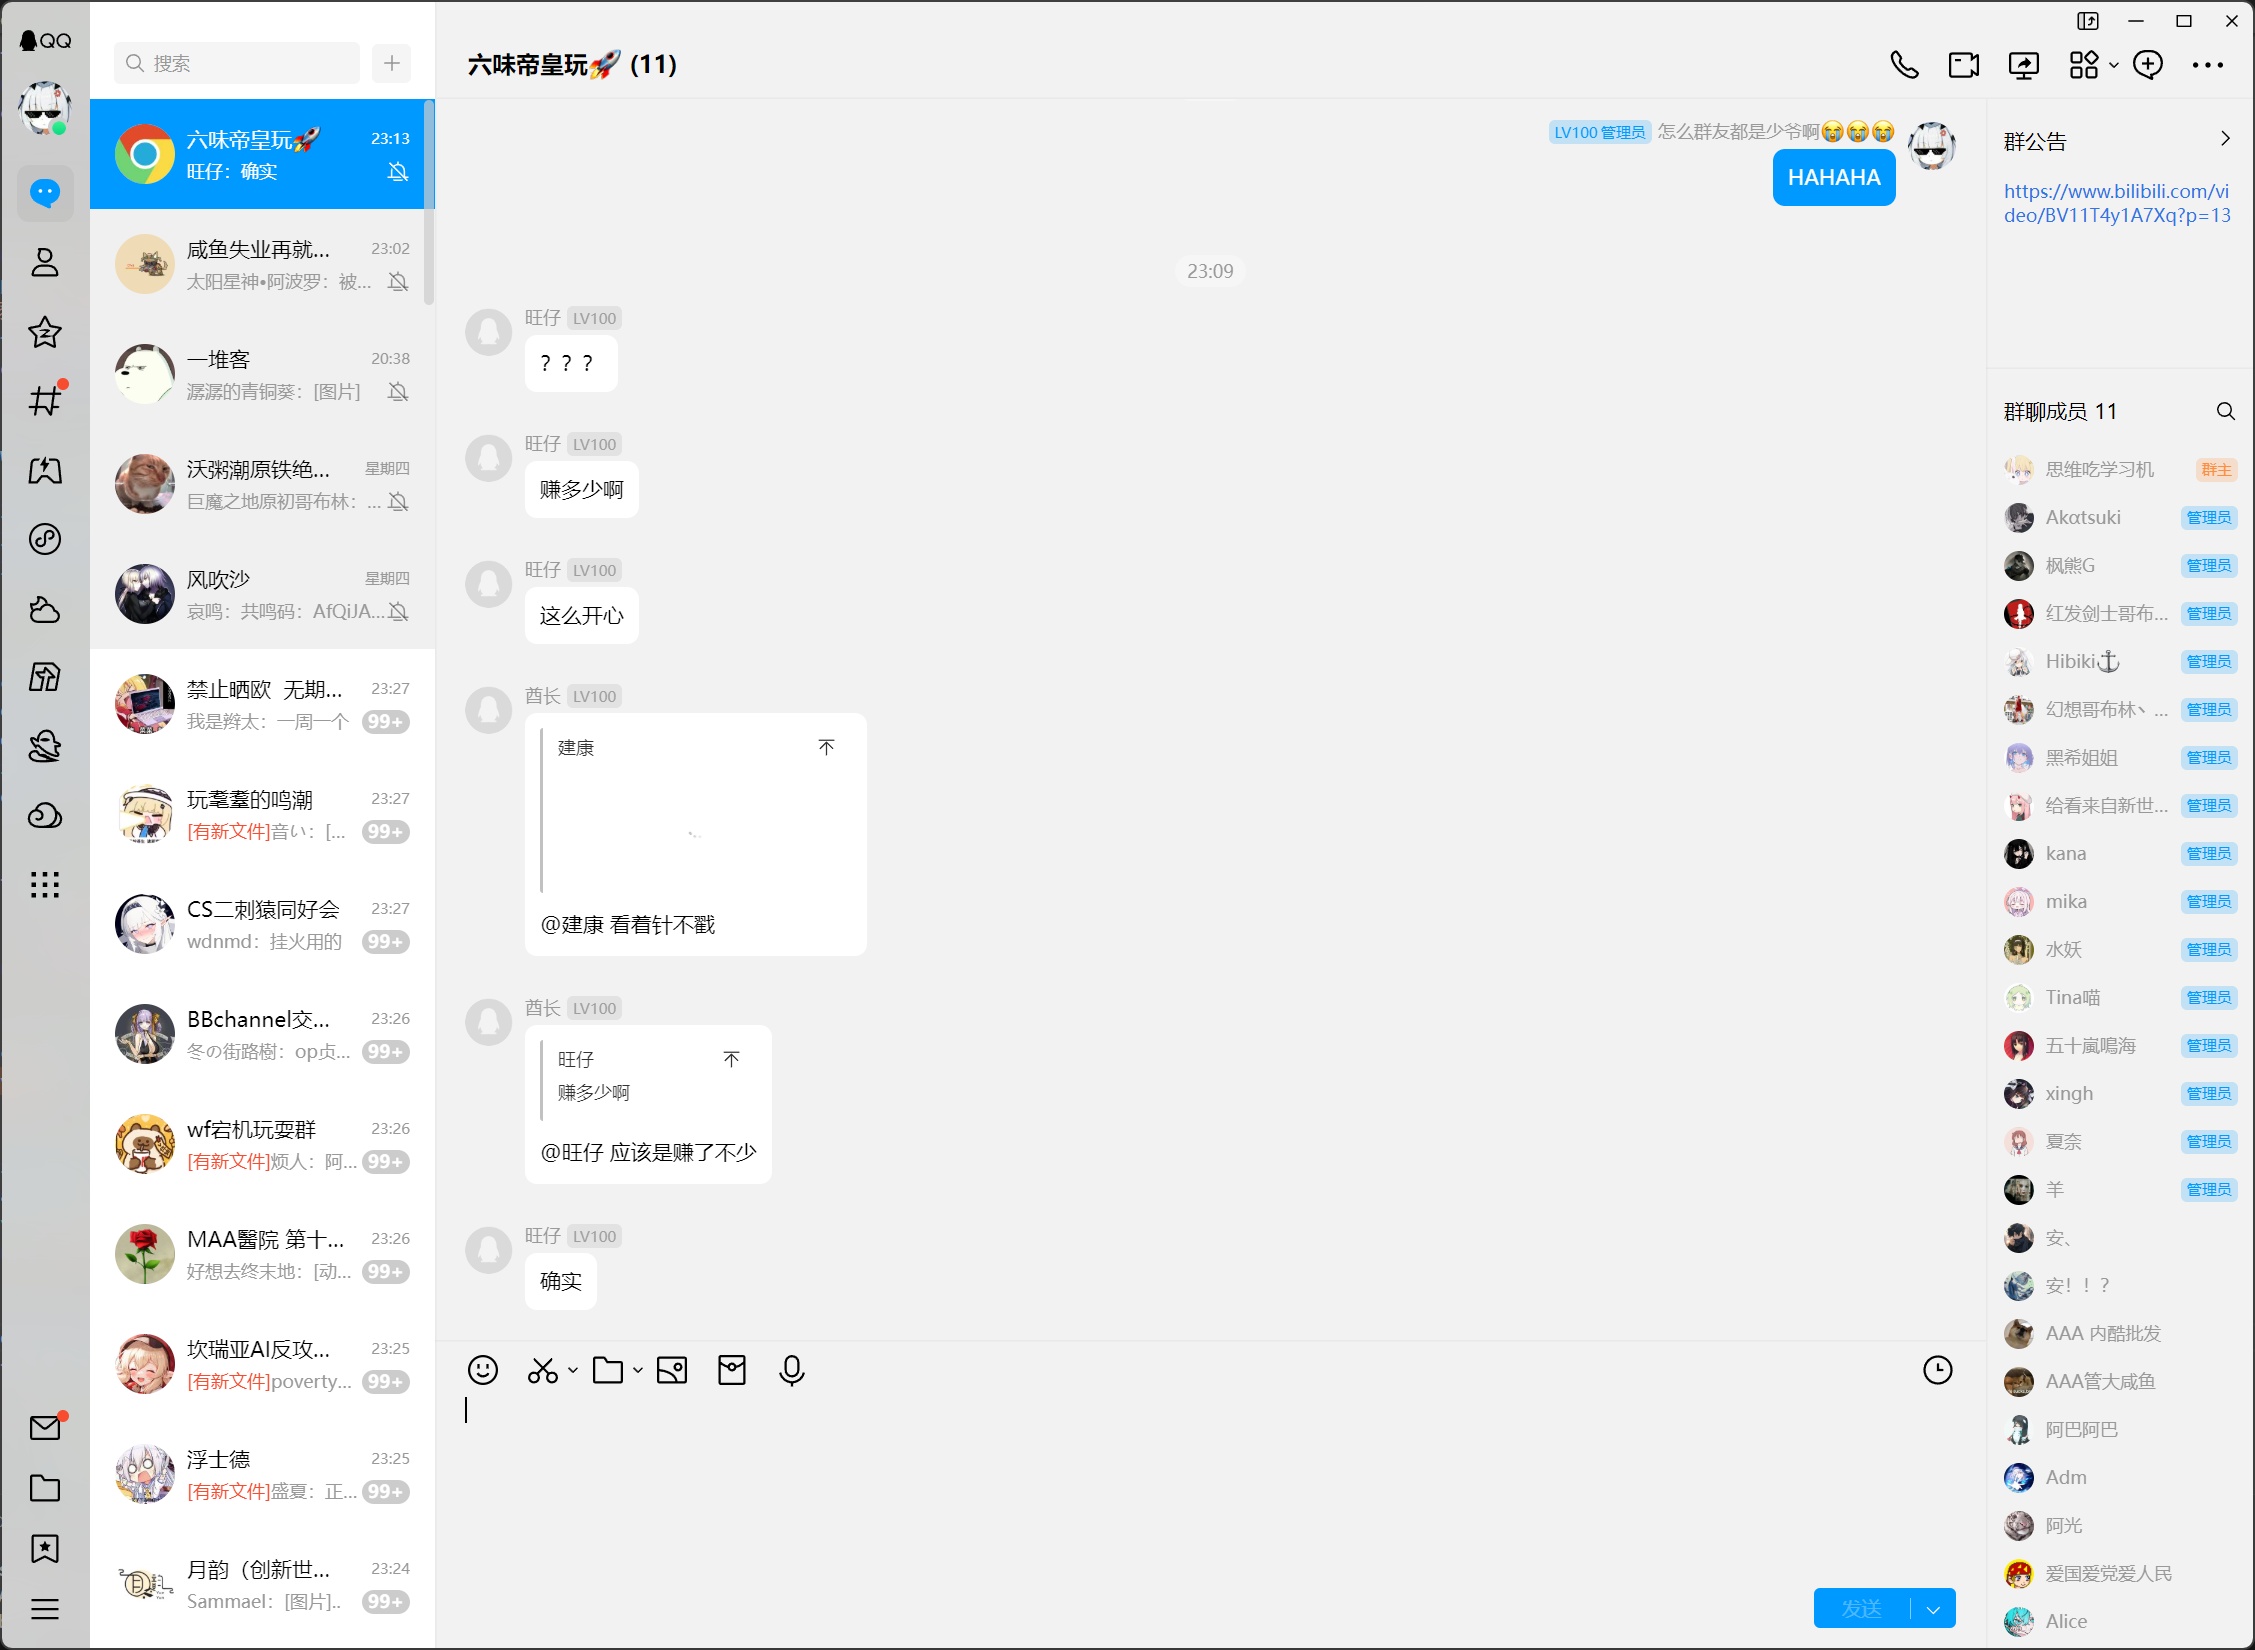 QQ
搜索
六味帝皇玩🚀 23:13
旺仔：确实
咸鱼失业再就... 23:02
太阳星神•阿波罗：被...
一堆客 20:38
潺潺的青铜葵：[图片]
沃粥潮原铁绝... 星期四
巨魔之地原初哥布林：...
风吹沙 星期四
哀鸣：共鸣码：AfQiJA...
禁止晒欧 无期... 23:27
我是辫太：一周一个 99+
玩耄耋的鸣潮 23:27
[有新文件]音い：[... 99+
CS二刺猿同好会 23:27
wdnmd：挂火用的 99+
BBchannel交... 23:26
冬の街路樹：op贞... 99+
wf宕机玩耍群 23:26
[有新文件]烦人：阿... 99+
MAA醫院 第十... 23:26
好想去终末地：[动... 99+
坎瑞亚AI反攻... 23:25
[有新文件]poverty... 99+
浮士德 23:25
[有新文件]盛夏：正... 99+
月韵（创新世... 23:24
Sammael：[图片].. 99+
六味帝皇玩🚀 (11)
LV100 管理员 怎么群友都是少爷啊😭😭😭
HAHAHA
23:09
旺仔 LV100
？？？
旺仔 LV100
赚多少啊
旺仔 LV100
这么开心
酋长 LV100
建康
@建康 看着针不戳
酋长 LV100
旺仔
赚多少啊
@旺仔 应该是赚了不少
旺仔 LV100
确实
发送
群公告
https://www.bilibili.com/vi
deo/BV11T4y1A7Xq?p=13
群聊成员 11
思维吃学习机 群主
Akαtsuki 管理员
枫熊G 管理员
红发剑士哥布... 管理员
Hibiki⚓ 管理员
幻想哥布林丶... 管理员
黑希姐姐 管理员
给看来自新世... 管理员
kana 管理员
mika 管理员
水妖 管理员
Tina喵 管理员
五十嵐鳴海 管理员
xingh 管理员
夏奈 管理员
羊 管理员
安、
安！！？
AAA 内酷批发
AAA管大咸鱼
阿巴阿巴
Adm
阿光
爱国爱党爱人民
Alice